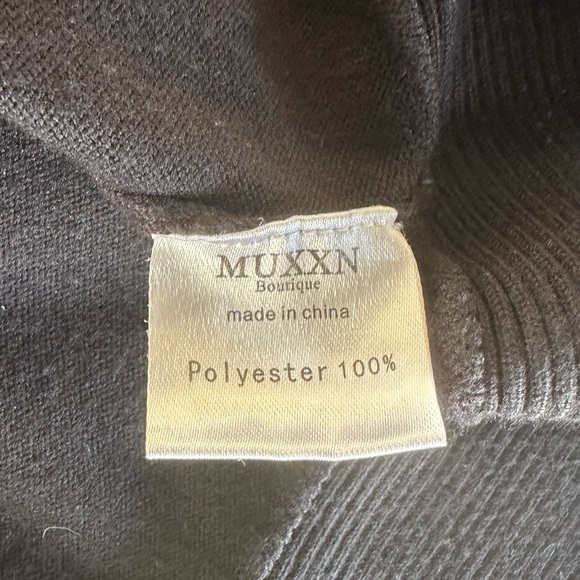 MUXXN
Boutique
made in china
Polyester 100%